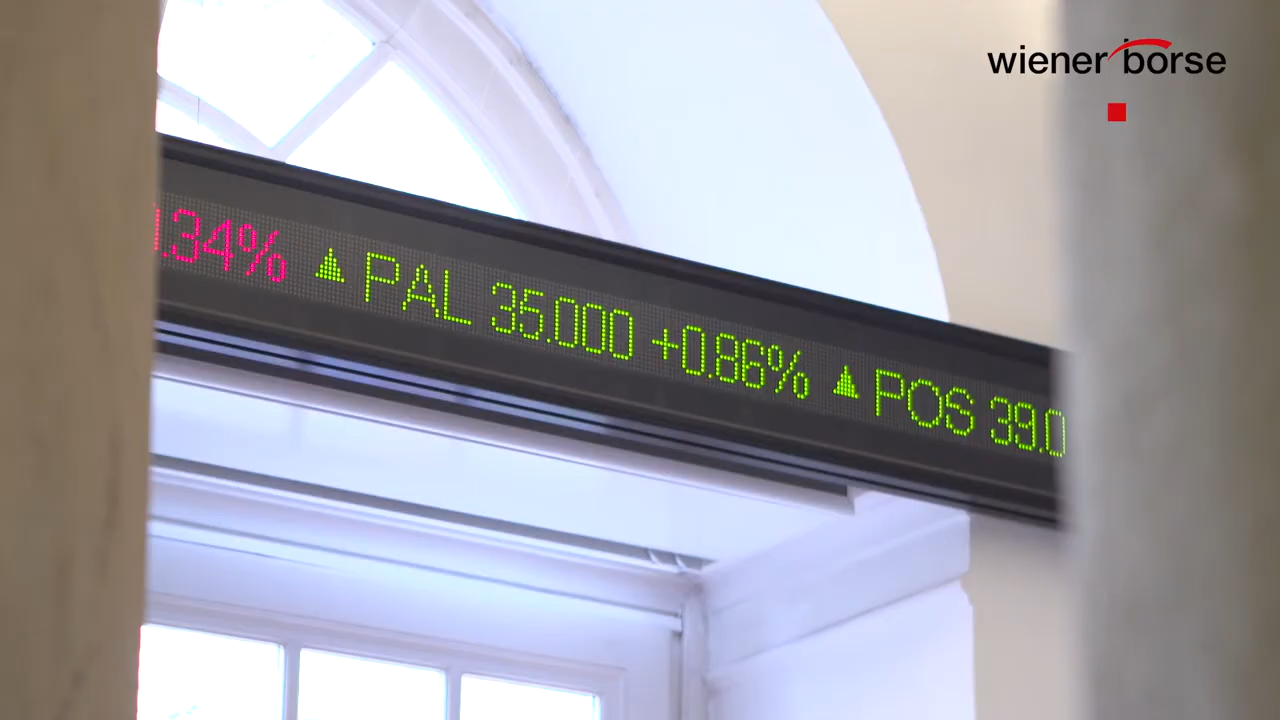 wiener börse
.34% ▲ PAL 35.000 +0.86% ▲ POS 39.0